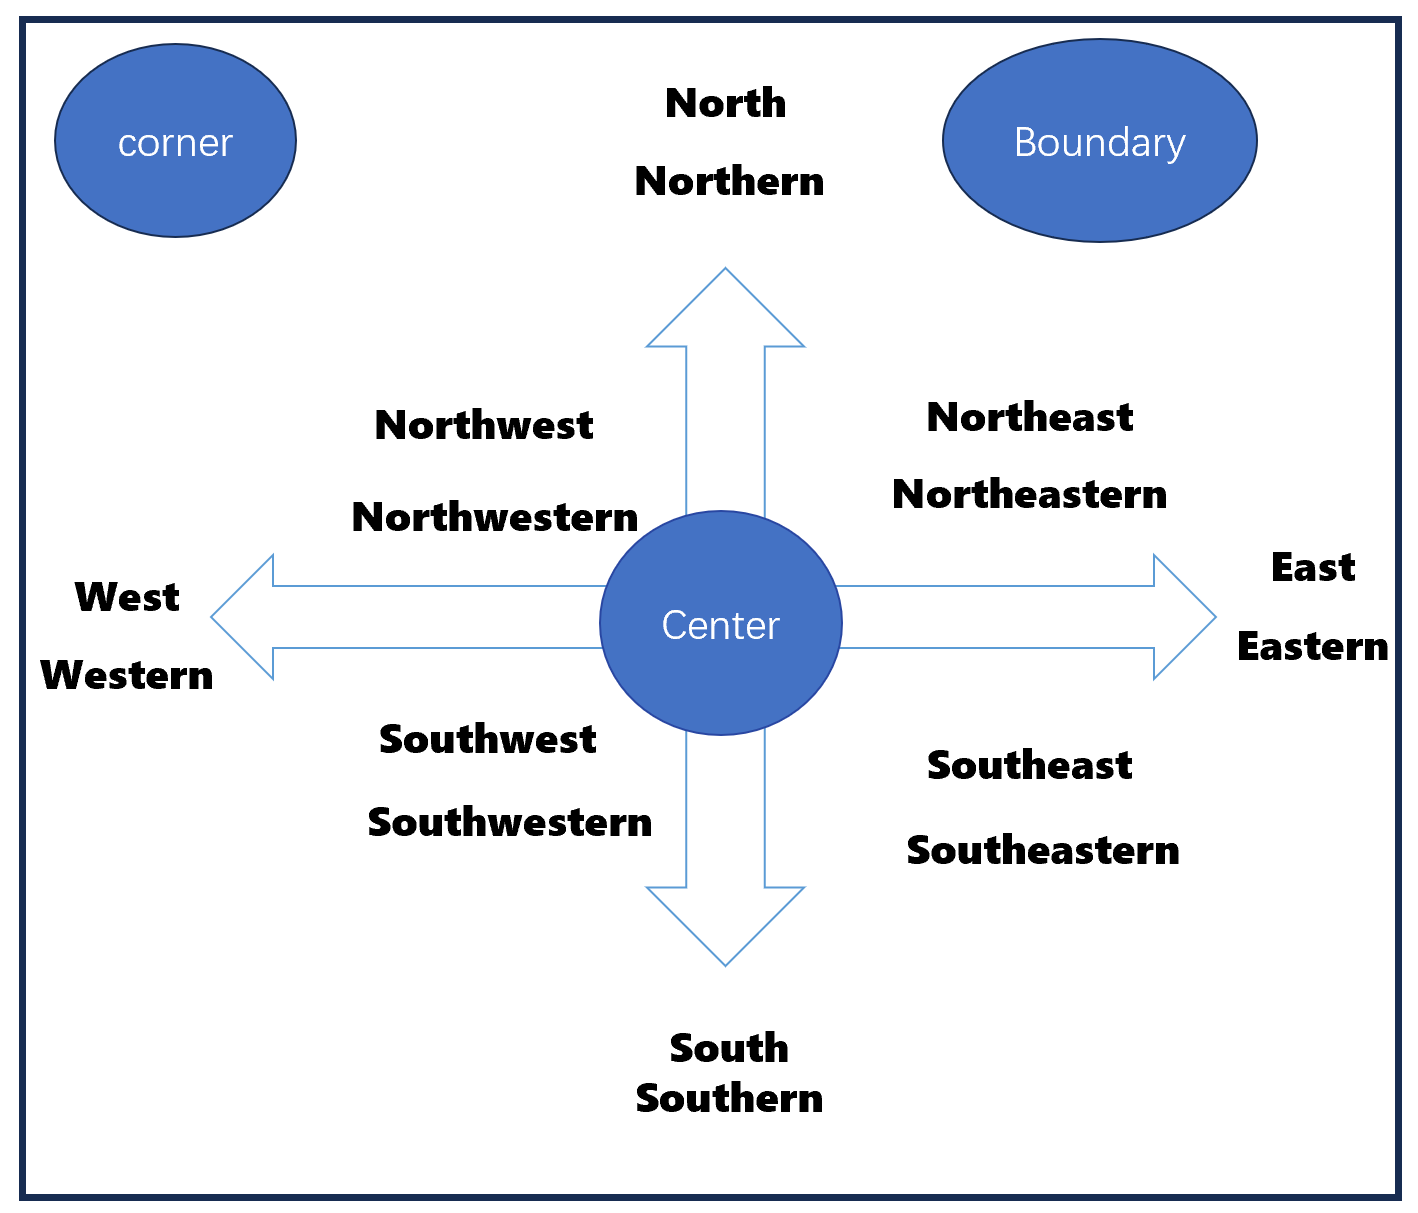 North
corner
Boundary
Northern
Northwest
Northeast
Northwestern
Northeastern
West
Center
East
Western
Eastern
Southwest
Southeast
Southwestern
Southeastern
South
Southern